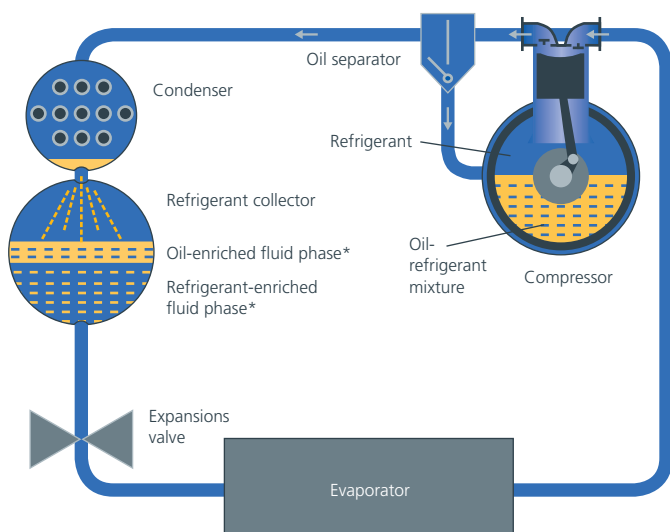 Oil separator
Condenser
Refrigerant
Refrigerant collector
Oil-enriched fluid phase*
Refrigerant-enriched
fluid phase*
Oil-
refrigerant
mixture
Compressor
Expansions
valve
Evaporator